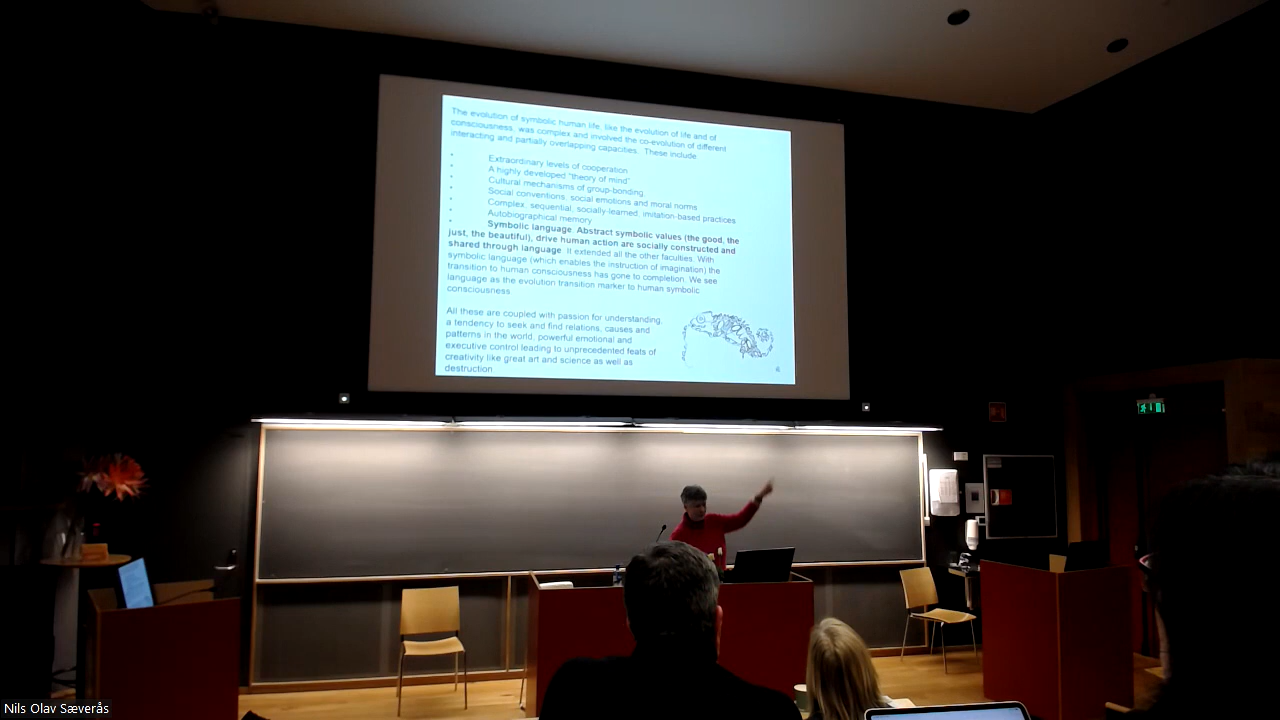 The evolution of symbolic human life, like the evolution of life and of
consciousness, was complex and involved the co-evolution of different
interacting and partially overlapping capacities. These include:
• Extraordinary levels of cooperation
• A highly developed "theory of mind"
• Cultural mechanisms of group-bonding
• Social conventions, social emotions and moral norms
• Complex, sequential, socially-learned, imitation-based practices
• Autobiographical memory
• Symbolic language. Abstract symbolic values (the good, the
just, the beautiful), drive human action are socially constructed and
shared through language. It extended all the other faculties. With
symbolic language (which enables the instruction of imagination) the
transition to human consciousness has gone to completion. We see
language as the evolution transition marker to human symbolic
consciousness
All these are coupled with passion for understanding,
a tendency to seek and find relations, causes and
patterns in the world, powerful emotional and
executive control leading to unprecedented feats of
creativity like great art and science as well as
destruction
6
Nils Olav Sæverås